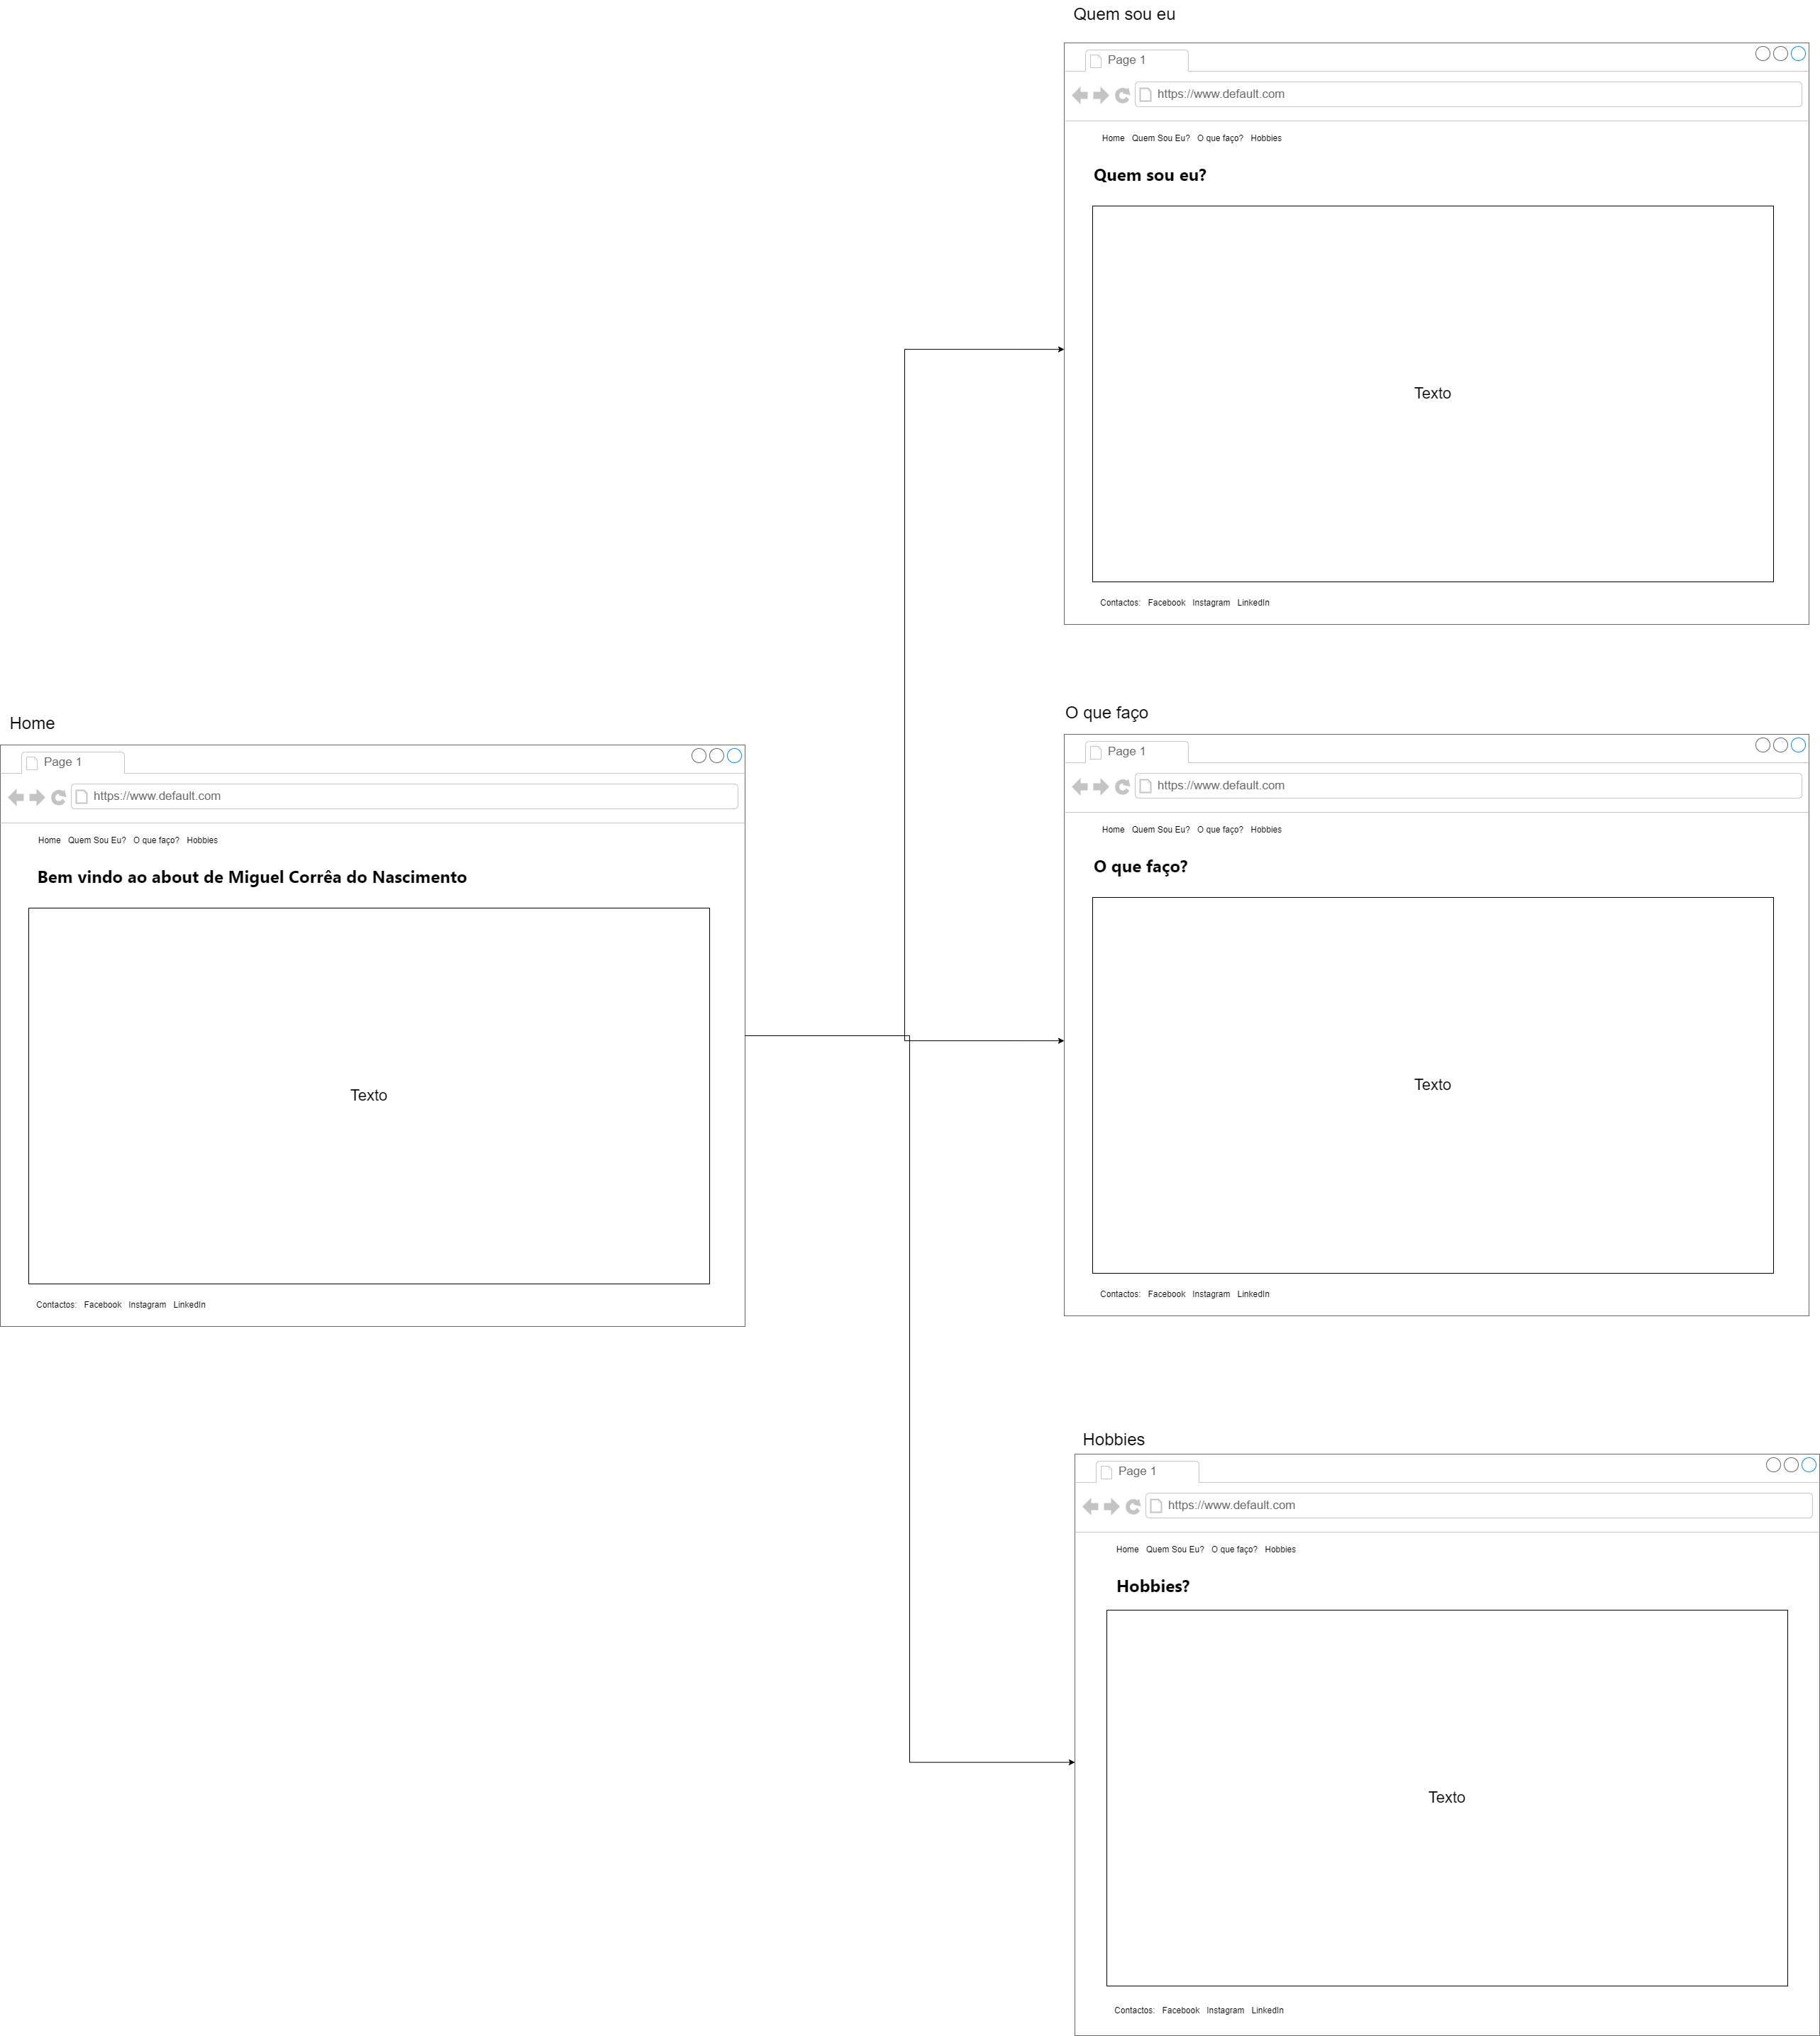 Quem sou eu
Page 1
https://www.default.com
Home Quem Sou Eu? O que faço? Hobbies
Quem sou eu?
Texto
Contactos: Facebook Instagram LinkedIn
Home
Page 1
https://www.default.com
Home Quem Sou Eu? O que faço? Hobbies
Bem vindo ao about de Miguel Corrêa do Nascimento
Texto
Contactos: Facebook Instagram LinkedIn
O que faço
Page 1
https://www.default.com
Home Quem Sou Eu? O que faço? Hobbies
O que faço?
Texto
Contactos: Facebook Instagram LinkedIn
Hobbies
Page 1
https://www.default.com
Home Quem Sou Eu? O que faço? Hobbies
Hobbies?
Texto
Contactos: Facebook Instagram LinkedIn